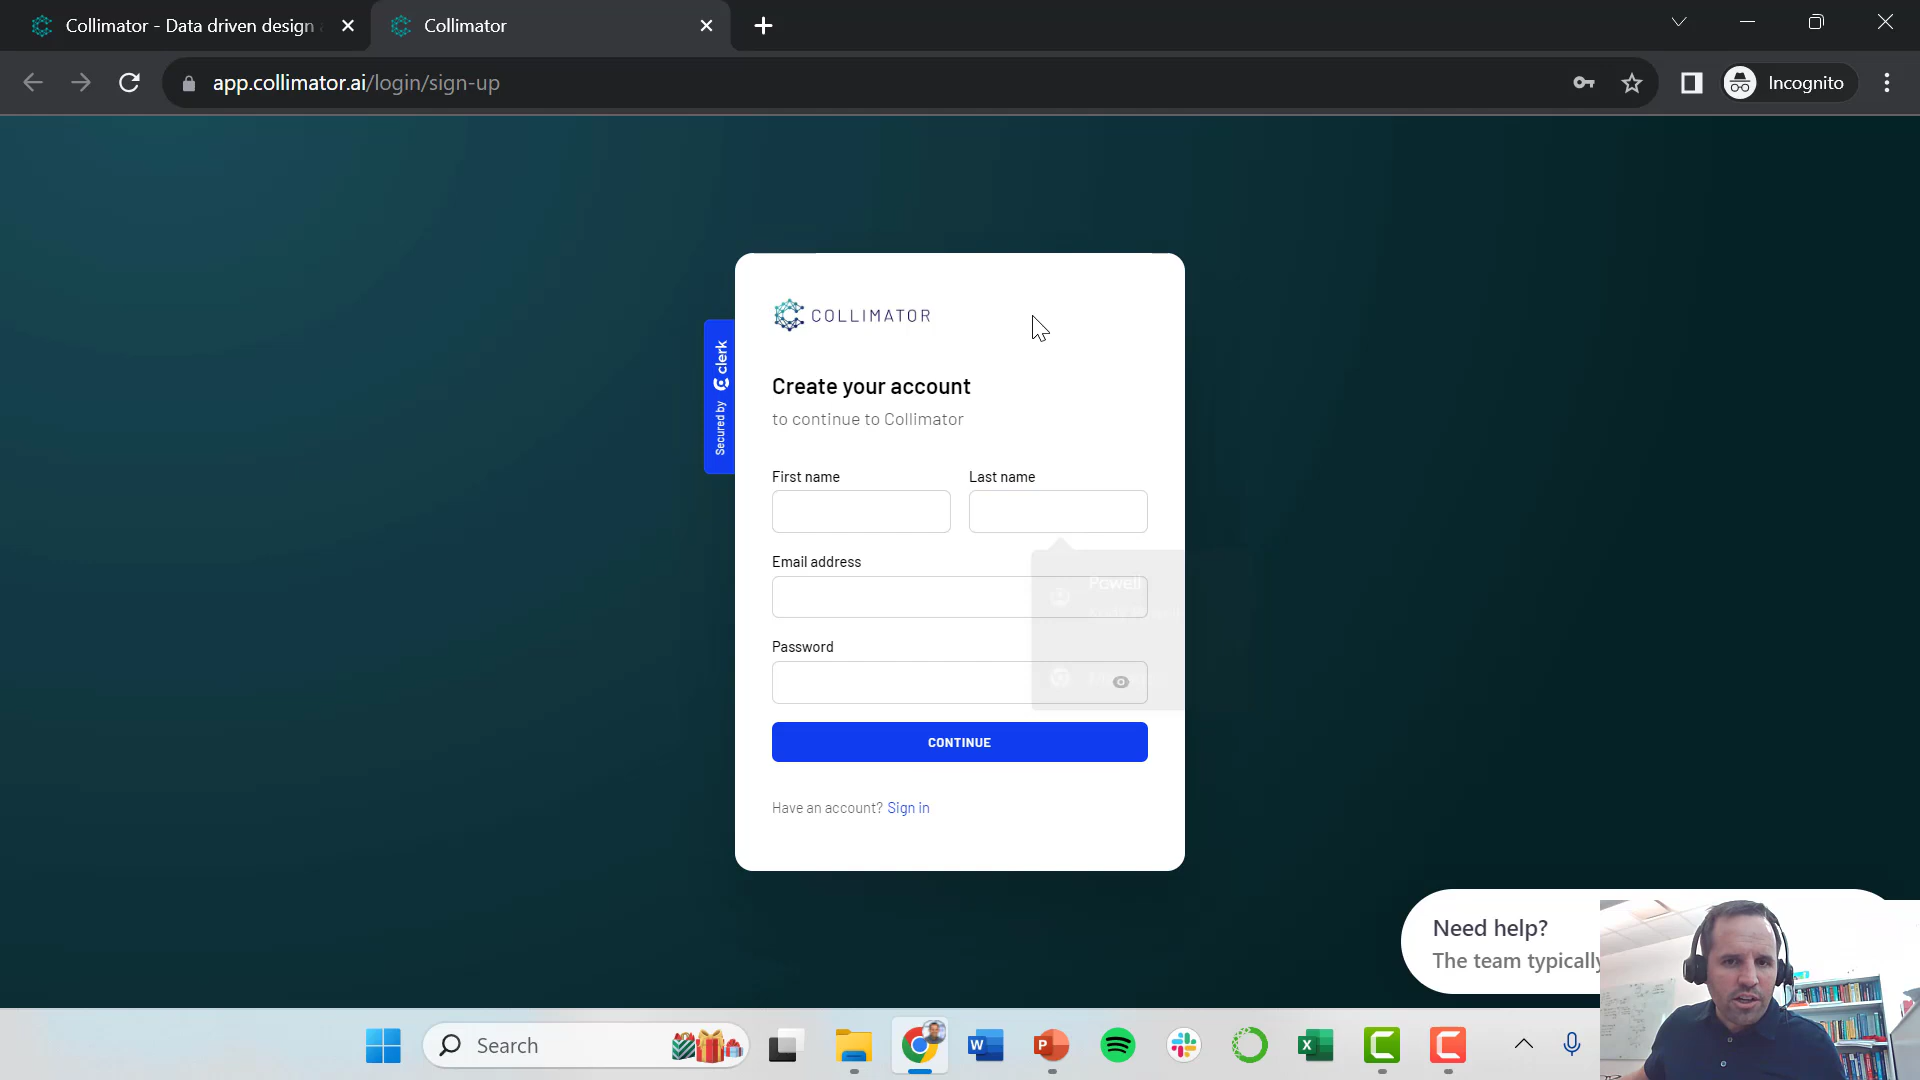 Collimator - Data driven design
Collimator
app.collimator.ai/login/sign-up
Incognito
COLLIMATOR
Secured by clerk
Create your account
to continue to Collimator
First name
Last name
Email address
Powell
Password
CONTINUE
Have an account? Sign in
Need help?
The team typically
Search